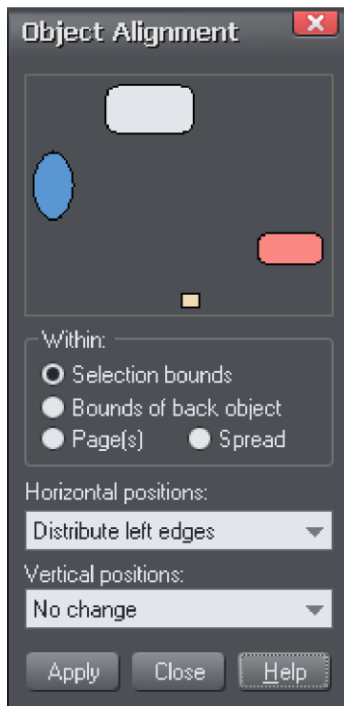 Object Alignment
Within:
Selection bounds
Bounds of back object
Page(s) Spread
Horizontal positions:
Distribute left edges
Vertical positions:
No change
Apply Close Help